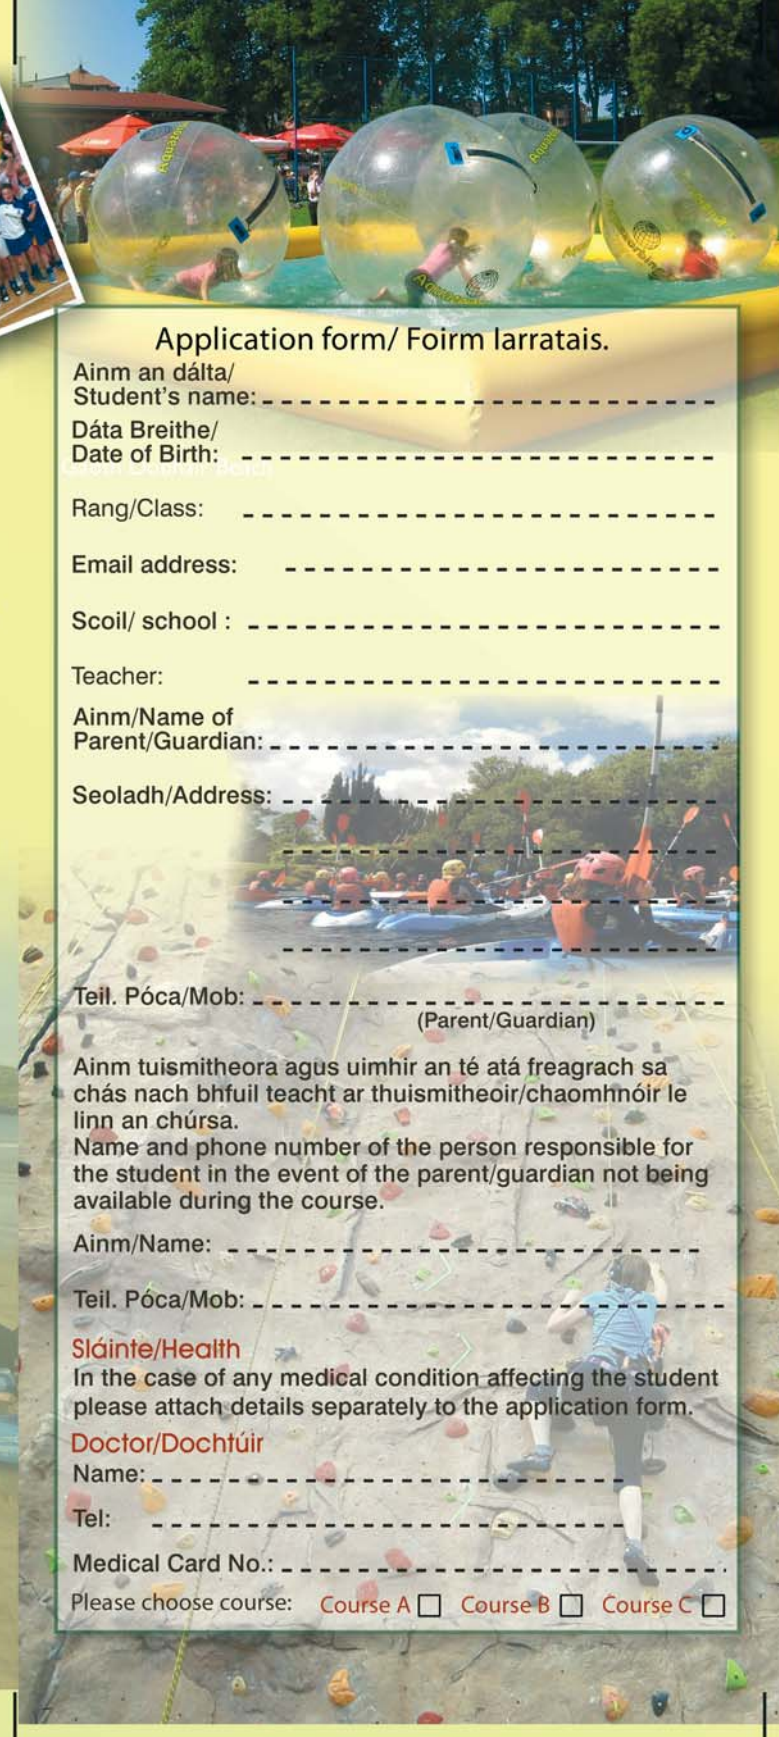 Aquazone
Aquazone
Application form/ Foirm Iarratais.
Ainm an dálta/
Student's name:
Dáta Breithe/
Date of Birth:
Rang/Class:
Email address:
Scoil/ school :
Teacher:
Ainm/Name of
Parent/Guardian:
Seoladh/Address:
Teil. Póca/Mob:
(Parent/Guardian)
Ainm tuismitheora agus uimhir an té atá freagrach sa
chás nach bhfuil teacht ar thuismitheoir/chaomhnóir le
linn an chúrsa.
Name and phone number of the person responsible for
the student in the event of the parent/guardian not being
available during the course.
Ainm/Name:
Teil. Póca/Mob:
Sláinte/Health
In the case of any medical condition affecting the student
please attach details separately to the application form.
Doctor/Dochtúir
Name:
Tel:
Medical Card No.:
Please choose course: Course A Course B Course C